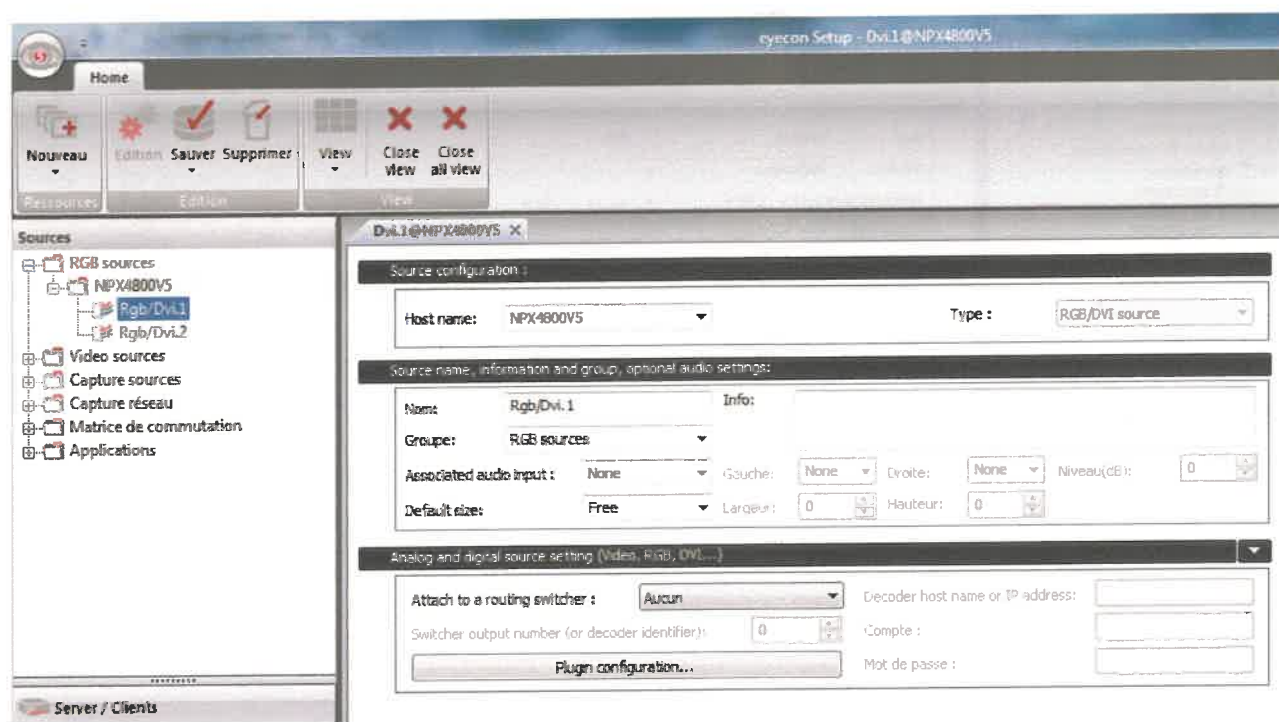 eyecon Setup - Dvi.1@NPX4800V5
Home
Nouveau
Edition Sauver Supprimer
View
Close view
Close all view
Ressources
Edition
View
Sources
RGB sources
NPX4800V5
Rgb/Dvi.1
Rgb/Dvi.2
Video sources
Capture sources
Capture réseau
Matrice de commutation
Applications
Server / Clients
Dvi.1@NPX4800V5
Source configuration :
Host name: NPX4800V5 Type : RGB/DVI source
Source name, information and group, optional audio settings:
Nom: Rgb/Dvi.1 Info:
Groupe: RGB sources
Associated audio input : None Gauche: None Droite: None Niveau(dB): 0
Default size: Free Largeur: 0 Hauteur: 0
Analog and digital source setting (Video, RGB, DVI...)
Attach to a routing switcher : Aucun Decoder host name or IP address:
Switcher output number (or decoder identifier): 0 Compte :
Plugin configuration... Mot de passe :